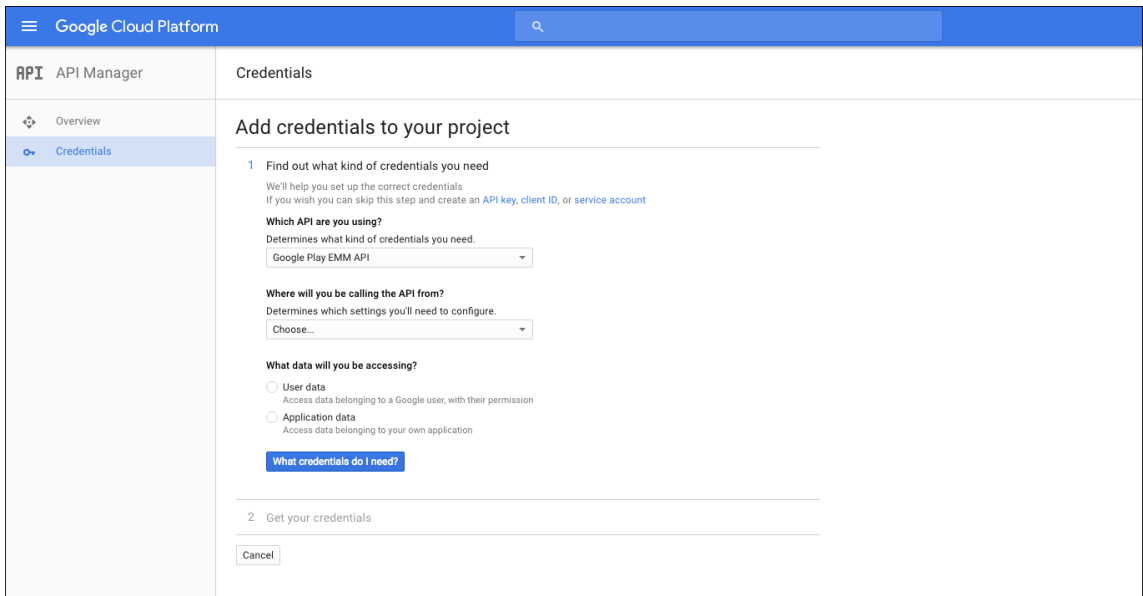 Google Cloud Platform
API API Manager
Credentials
Overview
Credentials
Add credentials to your project
1 Find out what kind of credentials you need
We'll help you set up the correct credentials
If you wish you can skip this step and create an API key, client ID, or service account
Which API are you using?
Determines what kind of credentials you need.
Google Play EMM API
Where will you be calling the API from?
Determines which settings you'll need to configure.
Choose...
What data will you be accessing?
User data
Access data belonging to a Google user, with their permission
Application data
Access data belonging to your own application
What credentials do I need?
2 Get your credentials
Cancel